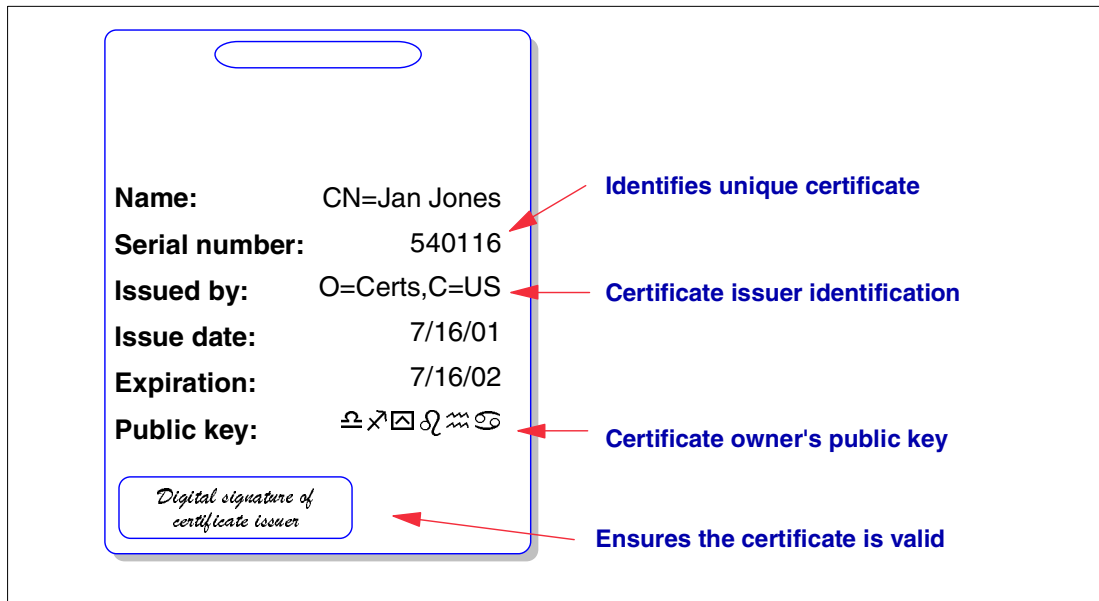 Name: CN=Jan Jones
Identifies unique certificate
Serial number: 540116
Issued by: O=Certs,C=US
Certificate issuer identification
Issue date: 7/16/01
Expiration: 7/16/02
Public key: ♎♐⍓♌♒♋
Certificate owner's public key
Digital signature of
certificate issuer
Ensures the certificate is valid